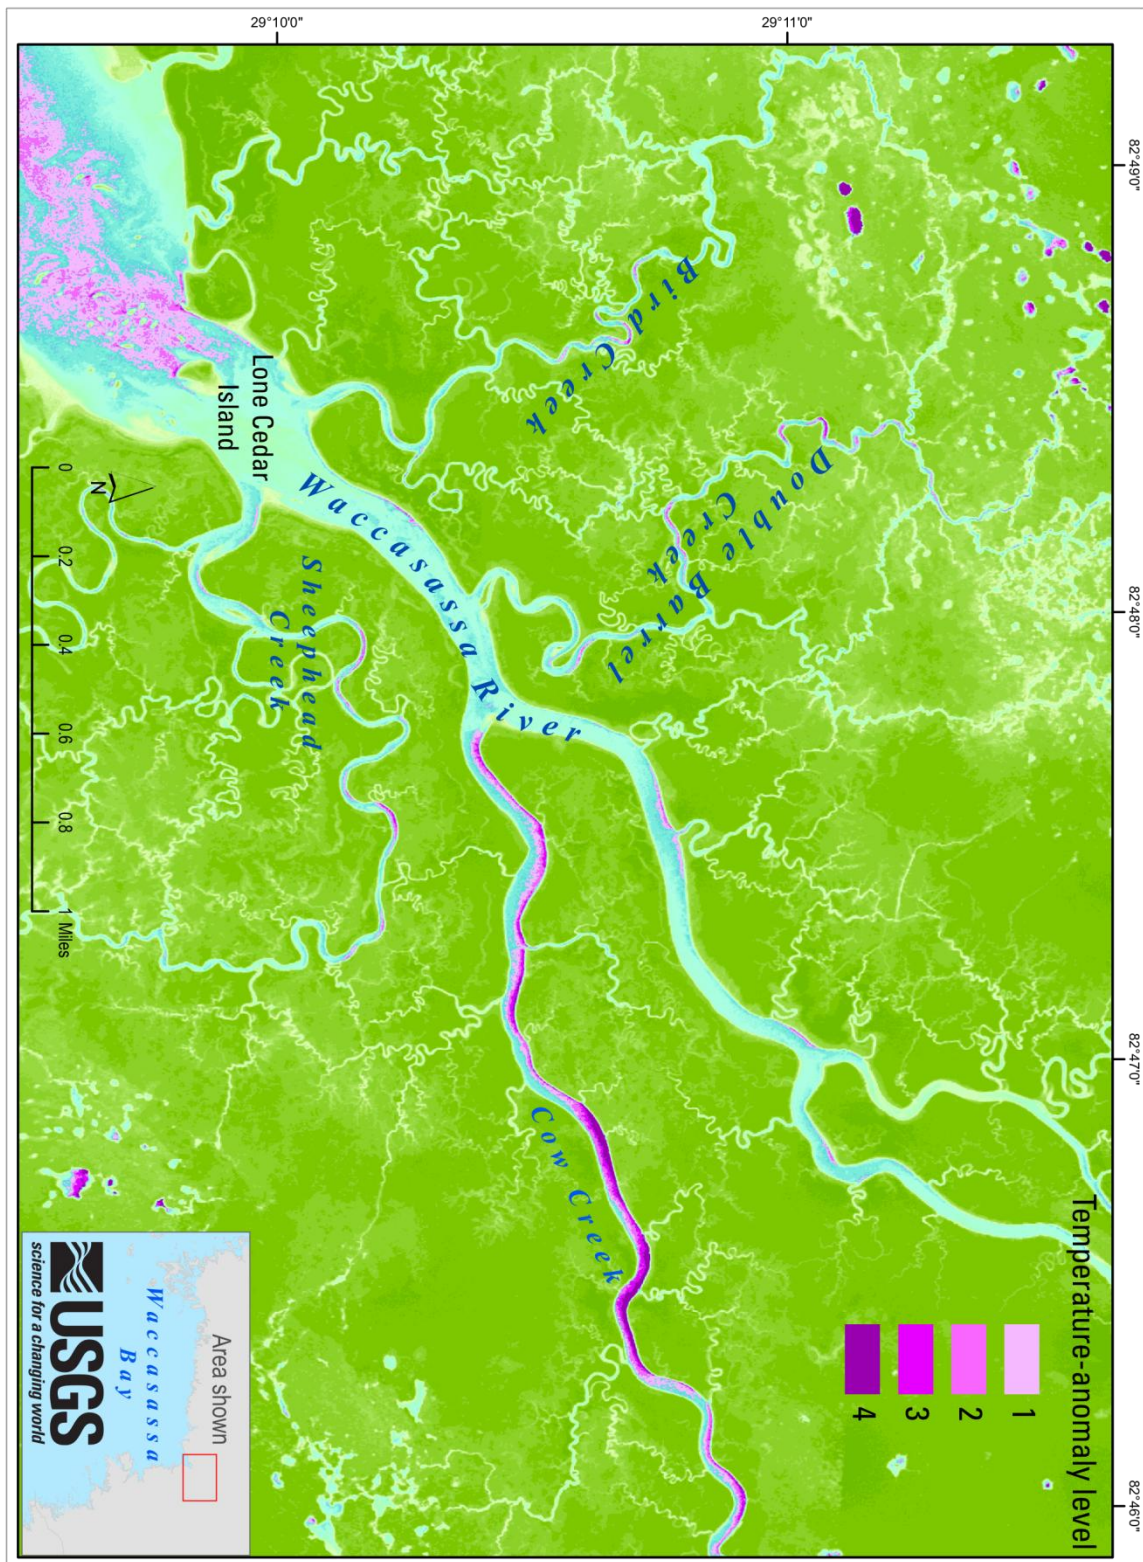 82°49'0"
82°48'0"
82°47'0"
82°46'0"
29°11'0"
29°10'0"
Temperature-anomaly level
1
2
3
4
Bird Creek
Double Barrel
Creek
Waccasassa River
Lone Cedar
Island
Sheephead
Creek
Cow Creek
N
0
0.2
0.4
0.6
0.8
1 Miles
Area shown
Waccasassa
Bay
USGS
science for a changing world